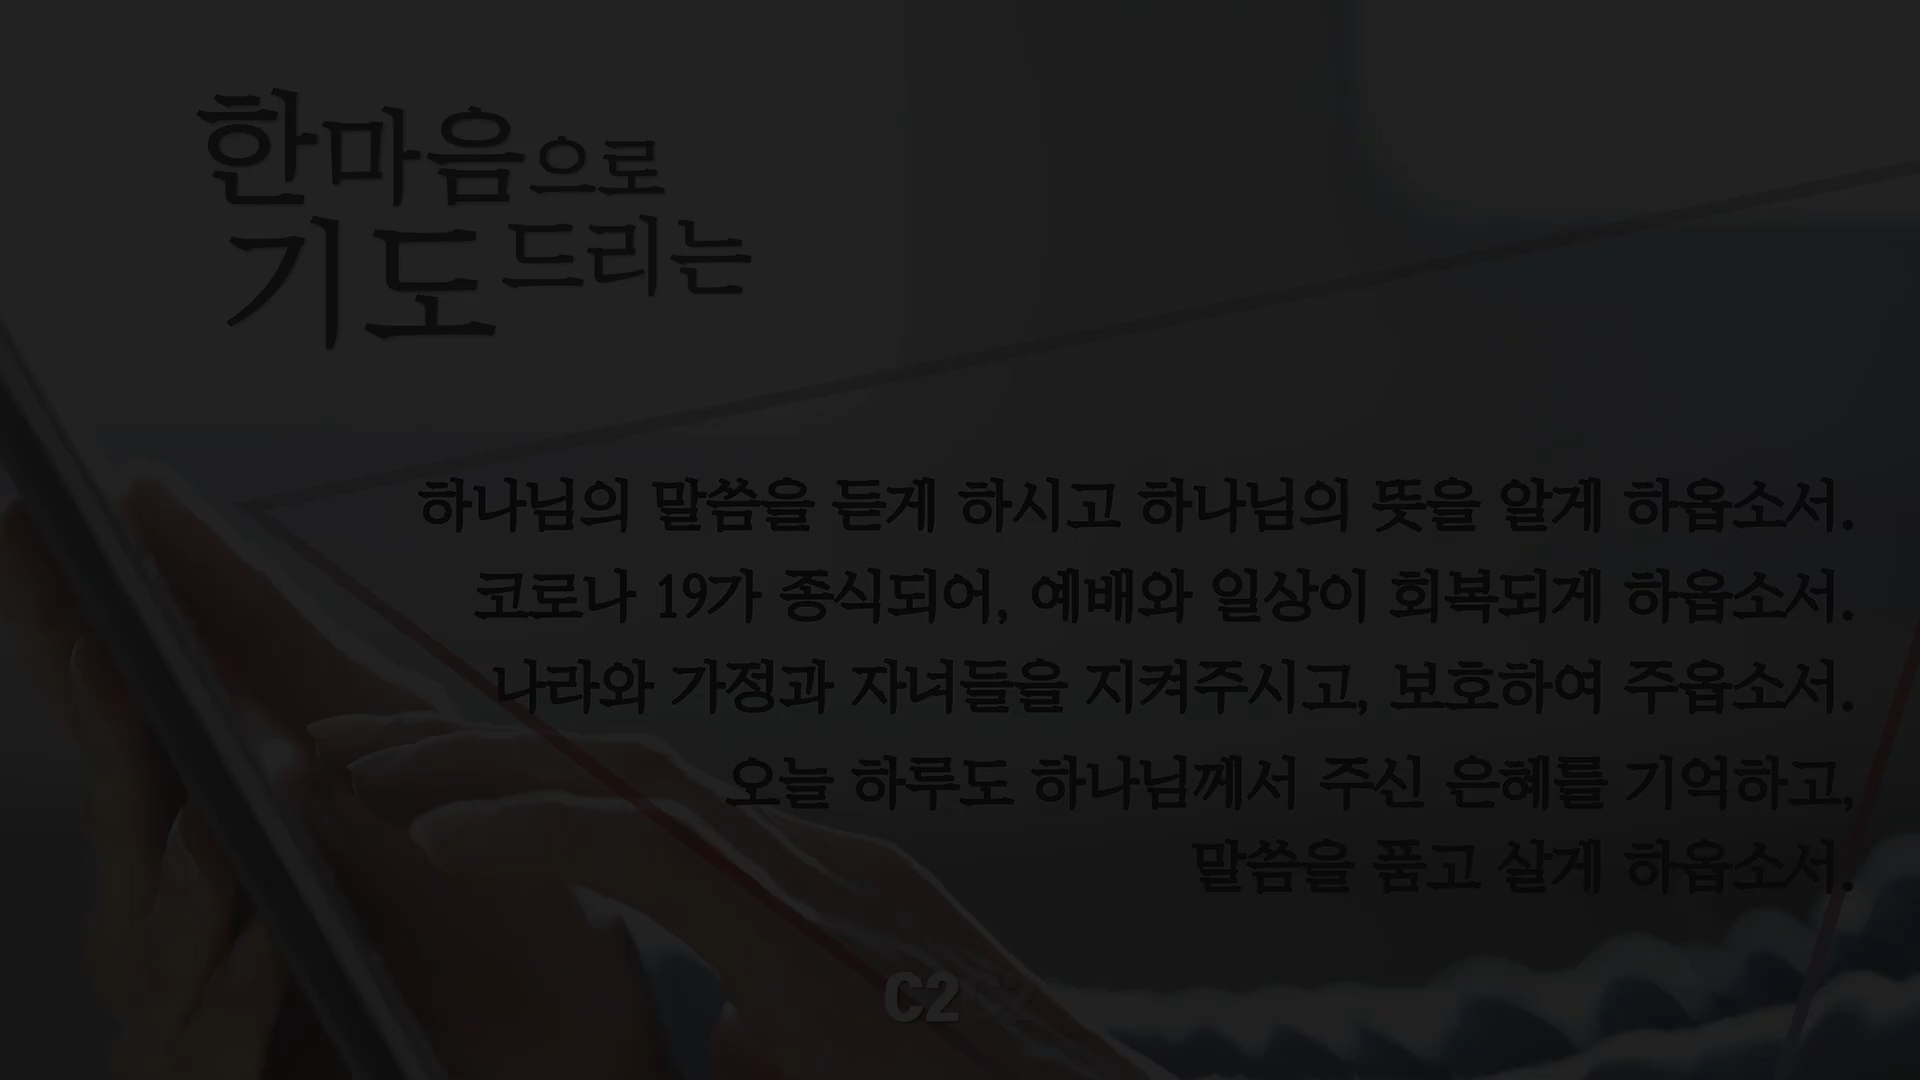 한마음으로
기도드리는
하나님의 말씀을 듣게 하시고 하나님의 뜻을 알게 하옵소서.
코로나 19가 종식되어, 예배와 일상이 회복되게 하옵소서.
나라와 가정과 자녀들을 지켜주시고, 보호하여 주옵소서.
오늘 하루도 하나님께서 주신 은혜를 기억하고,
말씀을 품고 살게 하옵소서.
C2